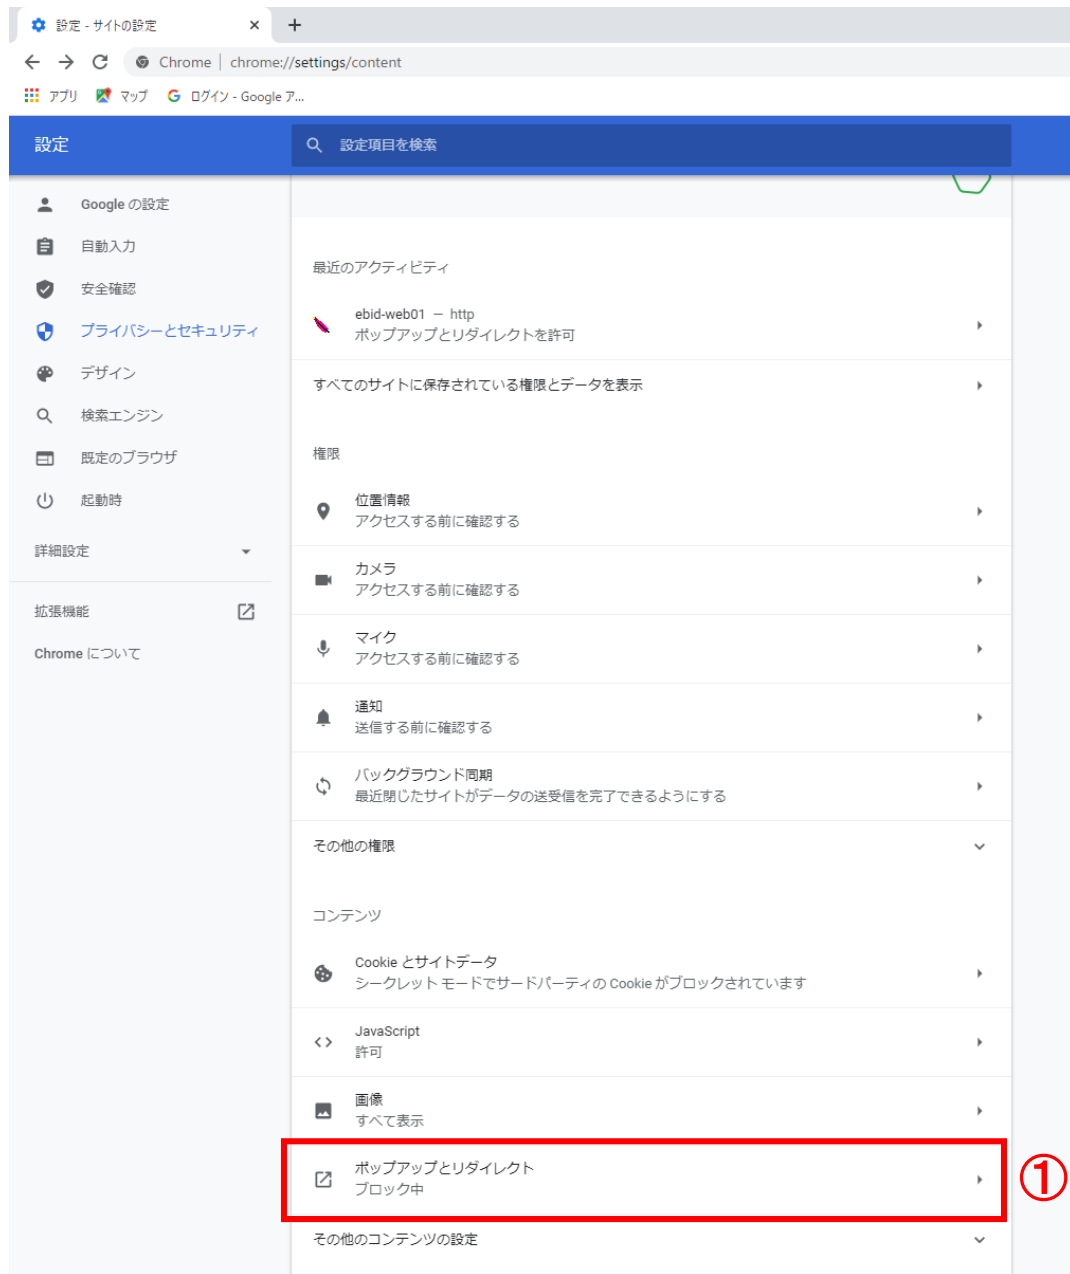 設定 - サイトの設定
Chrome | chrome://settings/content
アプリ マップ ログイン - Google ア...
設定
設定項目を検索
Google の設定
自動入力
安全確認
プライバシーとセキュリティ
デザイン
検索エンジン
既定のブラウザ
起動時
詳細設定
拡張機能
Chrome について
最近のアクティビティ
ebid-web01 － http
ポップアップとリダイレクトを許可
すべてのサイトに保存されている権限とデータを表示
権限
位置情報
アクセスする前に確認する
カメラ
アクセスする前に確認する
マイク
アクセスする前に確認する
通知
送信する前に確認する
バックグラウンド同期
最近閉じたサイトがデータの送受信を完了できるようにする
その他の権限
コンテンツ
Cookie とサイトデータ
シークレット モードでサードパーティの Cookie がブロックされています
JavaScript
許可
画像
すべて表示
ポップアップとリダイレクト
ブロック中
①
その他のコンテンツの設定